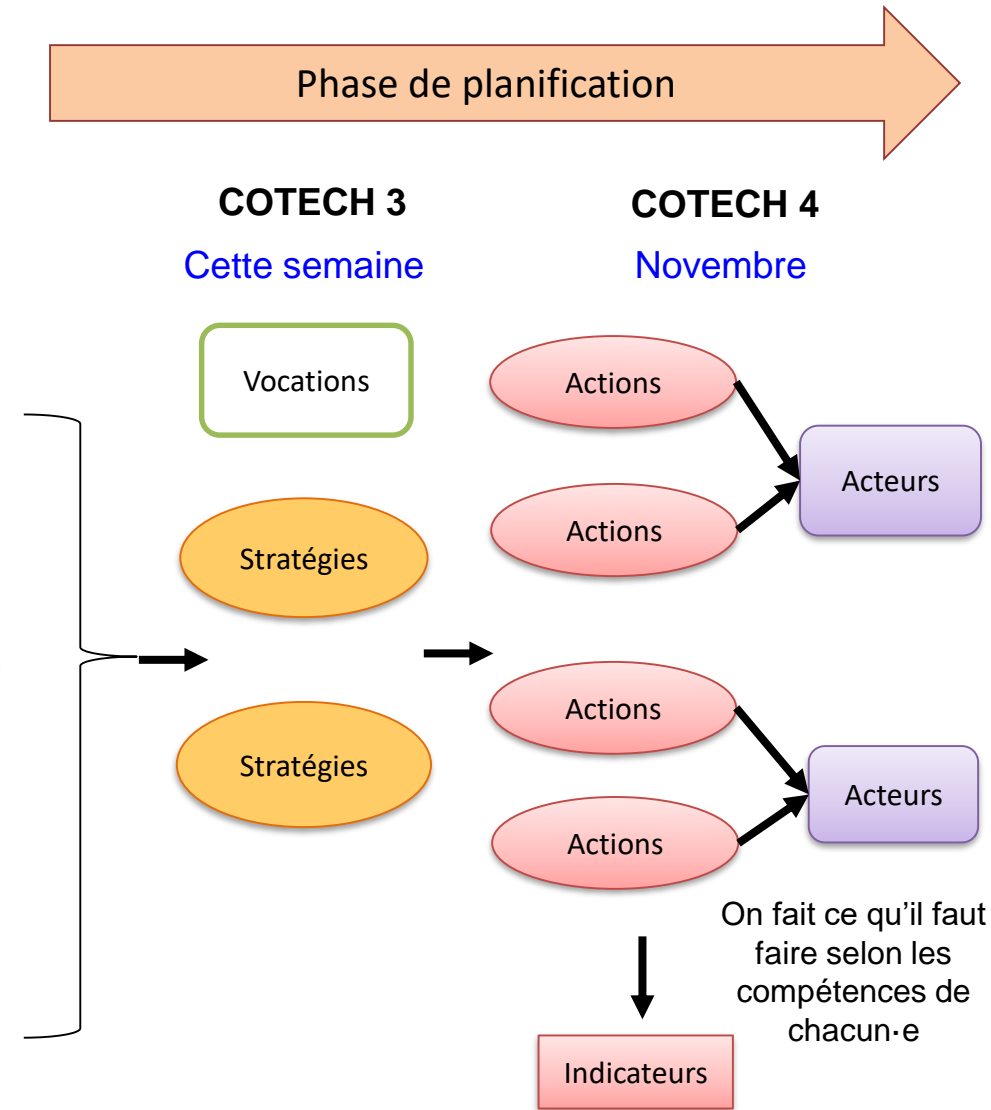 Phase de planification
COTECH 3
COTECH 4
Cette semaine
Novembre
Vocations
Actions
Acteurs
Actions
Stratégies
Actions
Stratégies
Acteurs
Actions
On fait ce qu’il faut
faire selon les
compétences de
chacun·e
Indicateurs